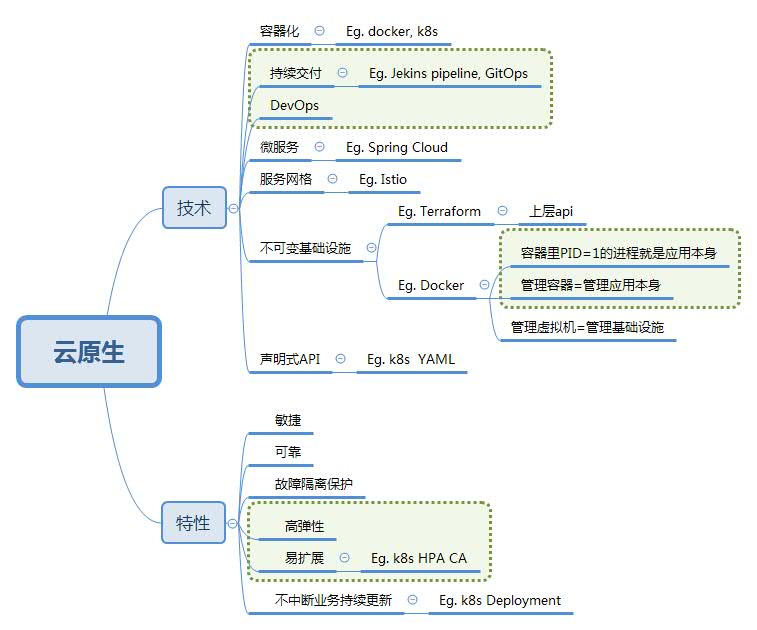 云原生
技术
容器化
Eg. docker, k8s
持续交付
Eg. Jekins pipeline, GitOps
DevOps
微服务
Eg. Spring Cloud
服务网格
Eg. Istio
不可变基础设施
Eg. Terraform
上层api
Eg. Docker
容器里PID=1的进程就是应用本身
管理容器=管理应用本身
管理虚拟机=管理基础设施
声明式API
Eg. k8s YAML
特性
敏捷
可靠
故障隔离保护
高弹性
易扩展
Eg. k8s HPA CA
不中断业务持续更新
Eg. k8s Deployment